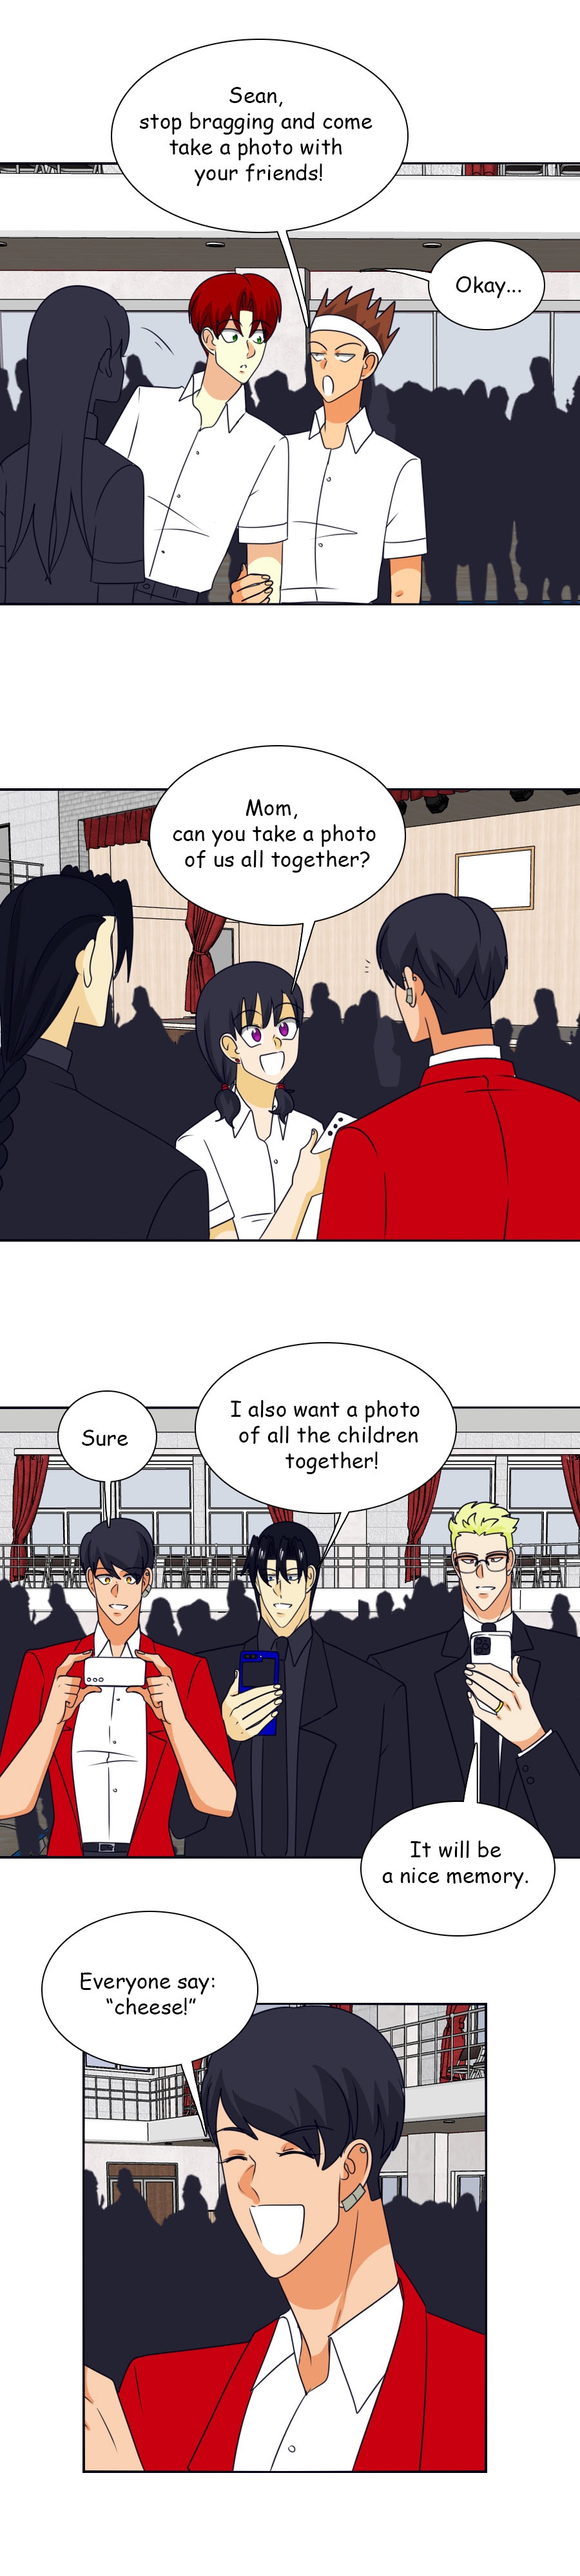 Sean,
stop bragging and come
take a photo with
your friends!
Okay...
Mom,
can you take a photo
of us all together?
Sure
I also want a photo
of all the children
together!
It will be
a nice memory.
Everyone say:
“cheese!”